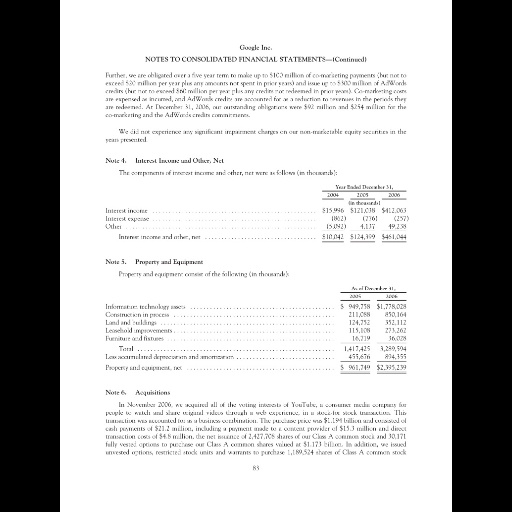 Google Inc.
NOTES TO CONSOLIDATED FINANCIAL STATEMENTS—(Continued)
Further, we are obligated over a five year term to make up to $100 million of co-marketing payments (but not to
exceed $20 million per year plus any amounts not spent in prior years) and issue up to $300 million of AdWords
credits (but not to exceed $60 million per year plus any credits not redeemed in prior years). Co-marketing costs
are expensed as incurred, and AdWords credits are accounted for as a reduction to revenues in the periods they
are redeemed. At December 31, 2006, our outstanding obligations were $92 million and $254 million for the
co-marketing and the AdWords credits commitments.
We did not experience any significant impairment charges on our non-marketable equity securities in the
years presented.
Note 4. Interest Income and Other, Net
The components of interest income and other, net were as follows (in thousands):
Year Ended December 31,
2004 2005 2006
(in thousands)
Interest income $15,996 $121,038 $412,063
Interest expense (862) (776) (257)
Other (5,092) 4,137 49,238
Interest income and other, net $10,042 $124,399 $461,044
Note 5. Property and Equipment
Property and equipment consist of the following (in thousands):
As of December 31,
2005 2006
Information technology assets $ 949,758 $1,778,028
Construction in process 211,088 850,164
Land and buildings 124,752 352,112
Leasehold improvements 115,108 273,262
Furniture and fixtures 16,719 36,028
Total 1,417,425 3,289,594
Less accumulated depreciation and amortization 455,676 894,355
Property and equipment, net $ 961,749 $2,395,239
Note 6. Acquisitions
In November 2006, we acquired all of the voting interests of YouTube, a consumer media company for
people to watch and share original videos through a web experience, in a stock-for-stock transaction. This
transaction was accounted for as a business combination. The purchase price was $1.194 billion and consisted of
cash payments of $21.2 million, including a payment made to a content provider of $15.3 million and direct
transaction costs of $4.8 million, the net issuance of 2,427,708 shares of our Class A common stock and 30,171
fully vested options to purchase our Class A common shares valued at $1.173 billion. In addition, we issued
unvested options, restricted stock units and warrants to purchase 1,189,524 shares of Class A common stock
83